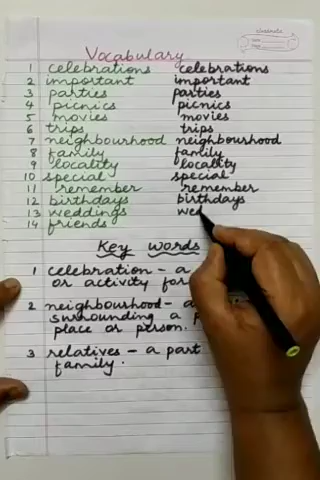 Vocabulary
1 celebrations celebrations
2 important important
3 parties parties
4 picnics picnics
5 movies movies
6 trips trips
7 neighbourhood neighbourhood
8 family family
9 locality locality
10 special special
11 remember remember
12 birthdays birthdays
13 weddings wed
14 friends
Key words
1 celebration - a
or activity for
2 neighbourhood - a
surrounding a
place or person.
3 relatives - a part
family.